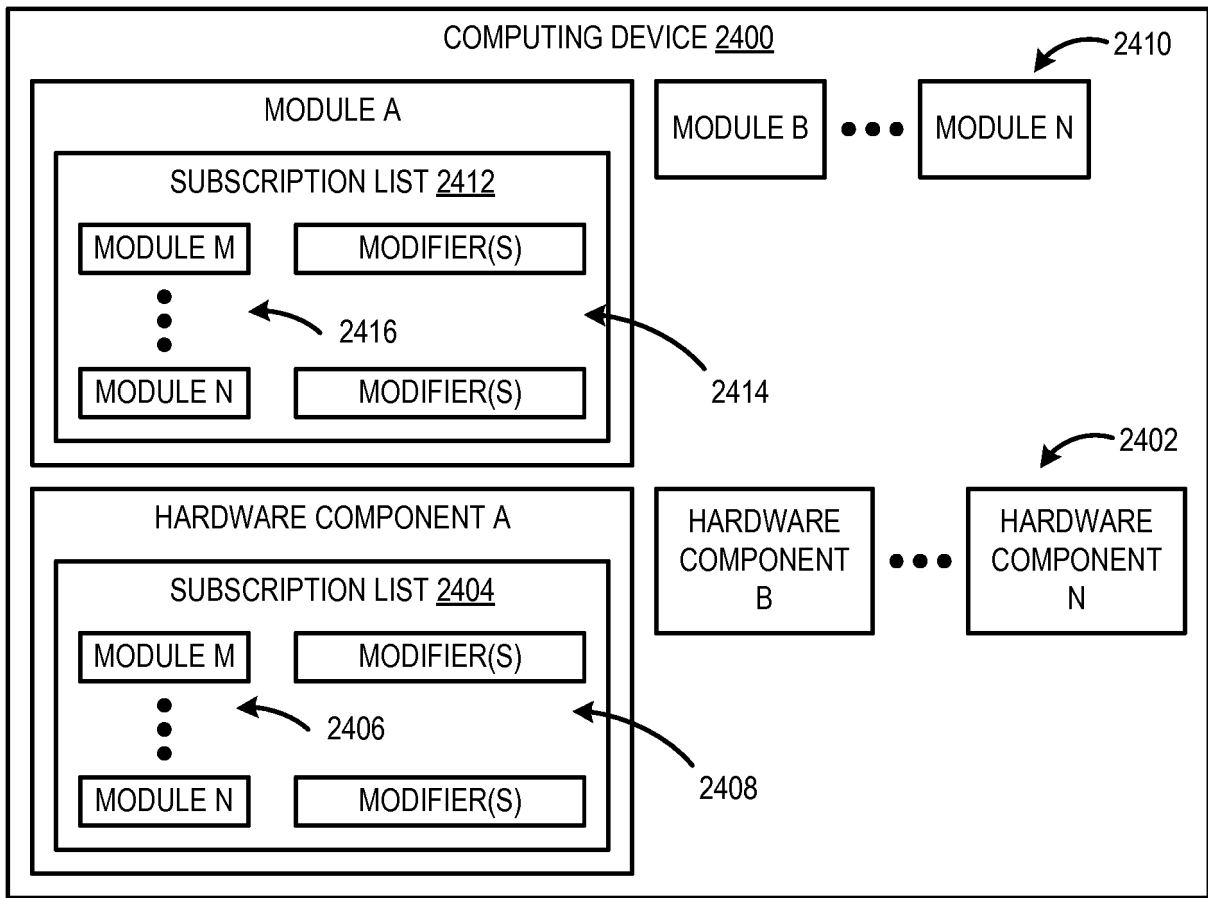 COMPUTING DEVICE 2400
2410
MODULE A
MODULE B
MODULE N
SUBSCRIPTION LIST 2412
MODULE M
MODIFIER(S)
2416
MODULE N
MODIFIER(S)
2414
2402
HARDWARE COMPONENT A
HARDWARE
COMPONENT
B
HARDWARE
COMPONENT
N
SUBSCRIPTION LIST 2404
MODULE M
MODIFIER(S)
2406
MODULE N
MODIFIER(S)
2408